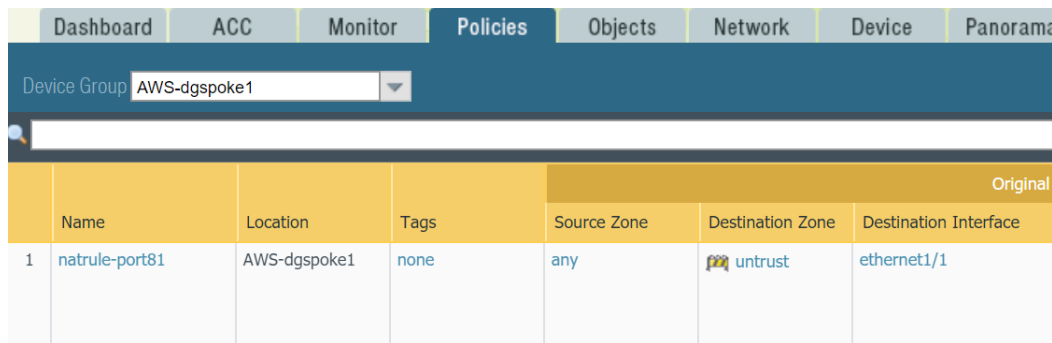 Dashboard ACC Monitor Policies Objects Network Device Panorama
Device Group AWS-dgspoke1
Original
Name Location Tags Source Zone Destination Zone Destination Interface
1 natrule-port81 AWS-dgspoke1 none any untrust ethernet1/1